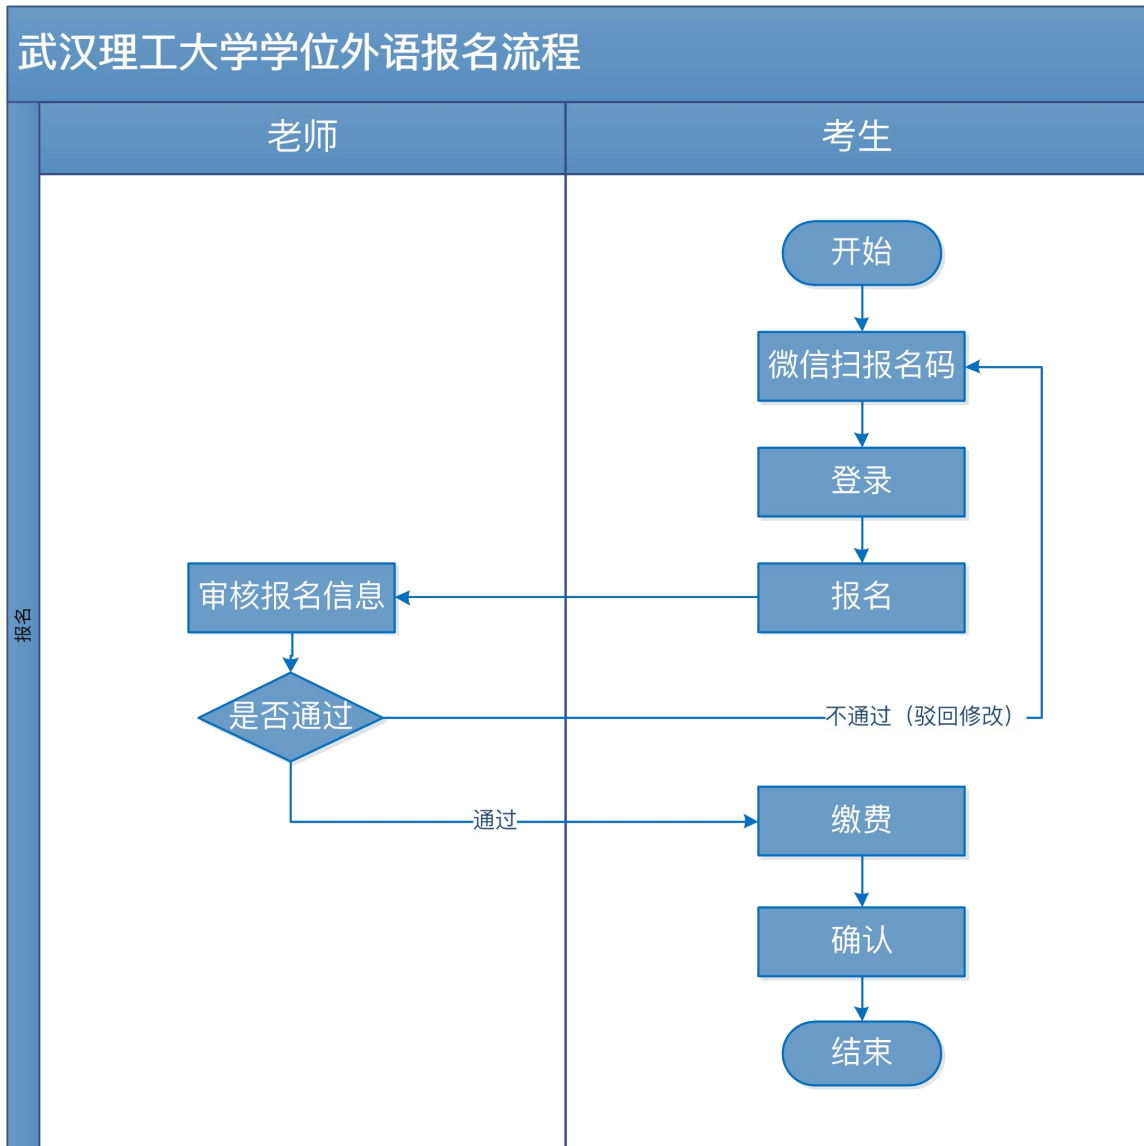 武汉理工大学学位外语报名流程
老师
考生
开始
微信扫报名码
登录
审核报名信息
报名
报名
是否通过
不通过（驳回修改）
通过
缴费
确认
结束